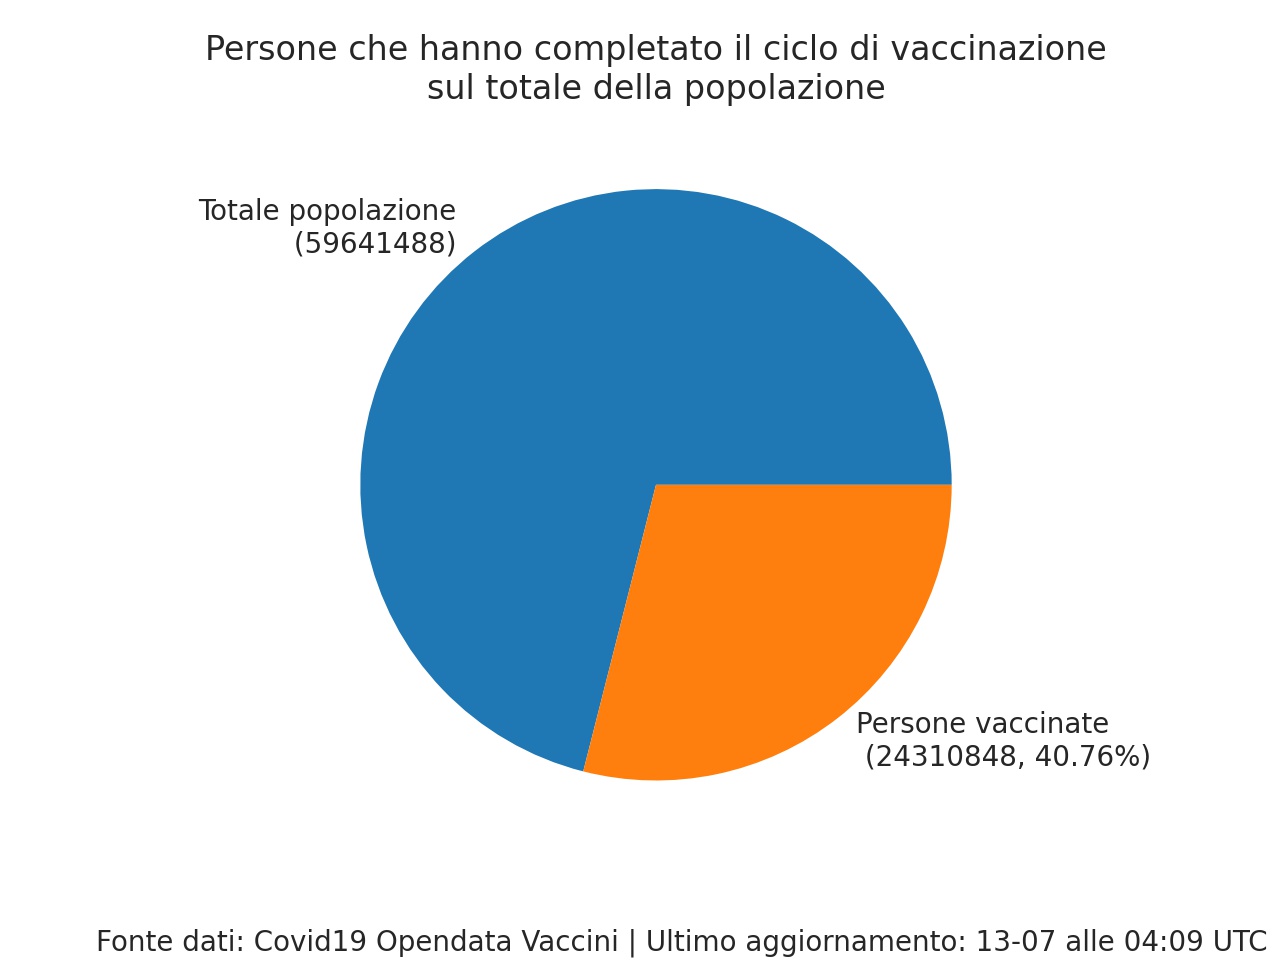 Persone che hanno completato il ciclo di vaccinazione
sul totale della popolazione
Totale popolazione
(59641488)
Persone vaccinate
(24310848, 40.76%)
Fonte dati: Covid19 Opendata Vaccini | Ultimo aggiornamento: 13-07 alle 04:09 UTC